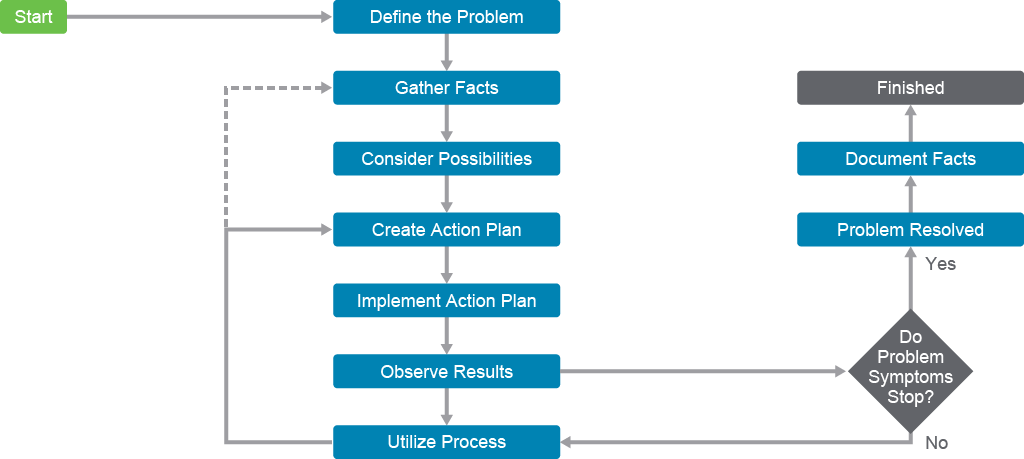 Start
Define the Problem
Gather Facts
Finished
Consider Possibilities
Document Facts
Create Action Plan
Problem Resolved
Yes
Implement Action Plan
Do
Problem
Symptoms
Stop?
Observe Results
Utilize Process
No